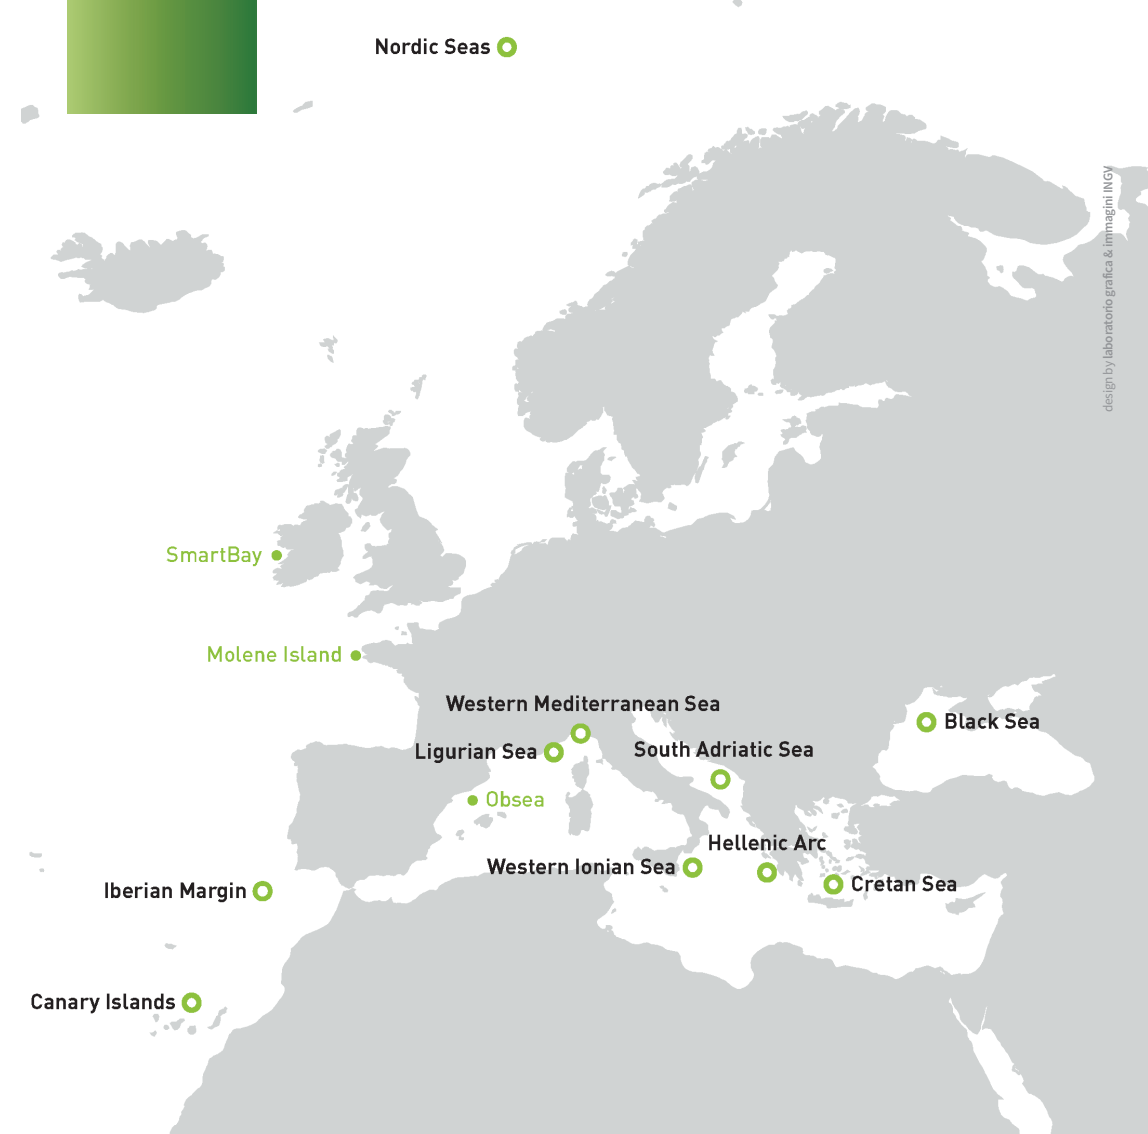 Nordic Seas
design by laboratorio grafica & immagini INGV
SmartBay
Molene Island
Western Mediterranean Sea
Black Sea
Ligurian Sea
South Adriatic Sea
Obsea
Hellenic Arc
Western Ionian Sea
Cretan Sea
Iberian Margin
Canary Islands